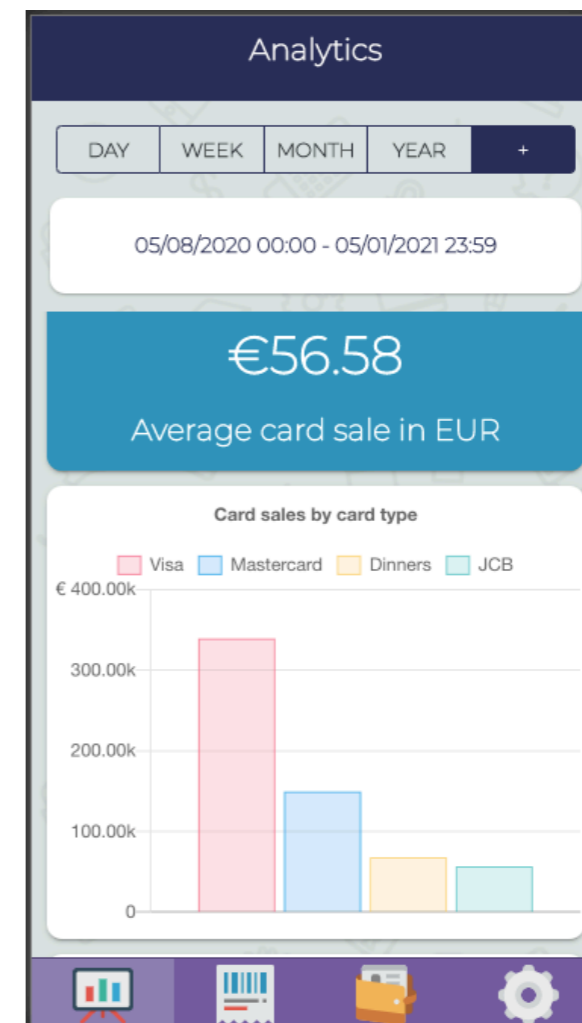 Analytics
DAY WEEK MONTH YEAR +
05/08/2020 00:00 - 05/01/2021 23:59
€56.58
Average card sale in EUR
Card sales by card type
Visa Mastercard Dinners JCB
€ 400.00k
300.00k
200.00k
100.00k
0